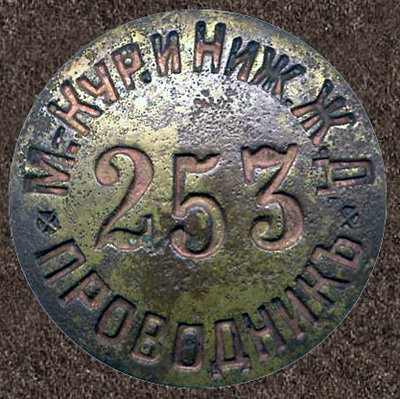 М.-КУР. И НИЖ. Ж. Д.
253
ПРОВОДНИКЪ